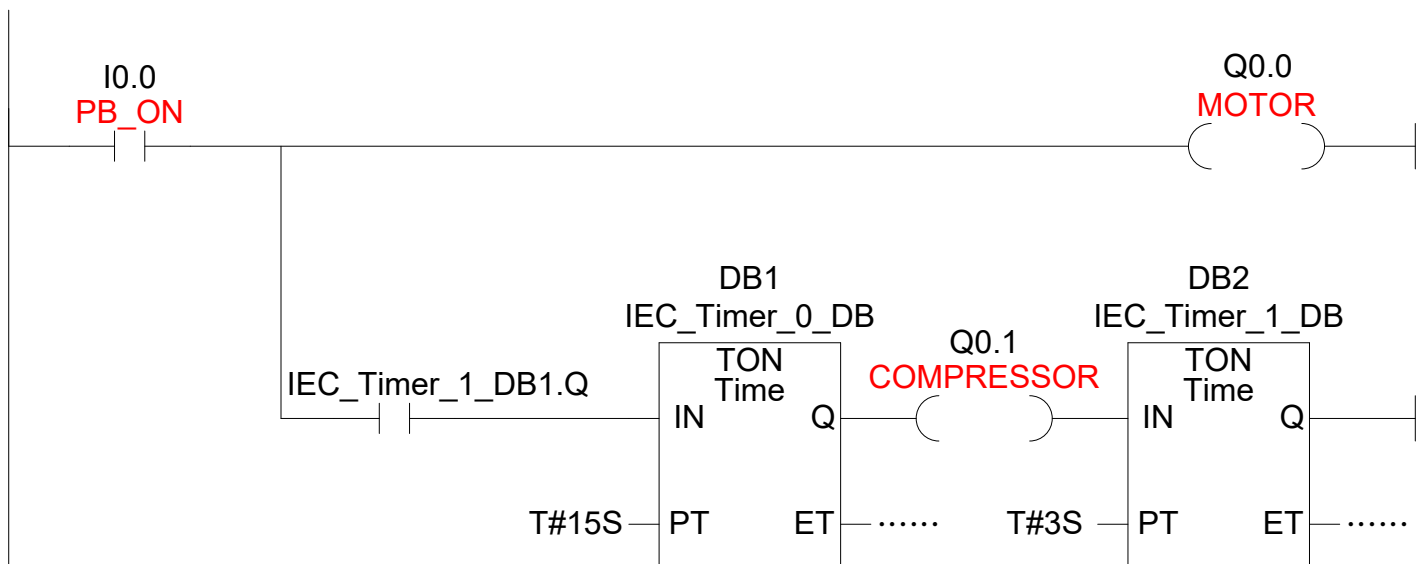 I0.0
PB_ON
Q0.0
MOTOR
DB1
IEC_Timer_0_DB
DB2
IEC_Timer_1_DB
Q0.1
COMPRESSOR
IEC_Timer_1_DB1.Q
TON
Time
IN
Q
T#15S
PT
ET
......
TON
Time
IN
Q
T#3S
PT
ET
......